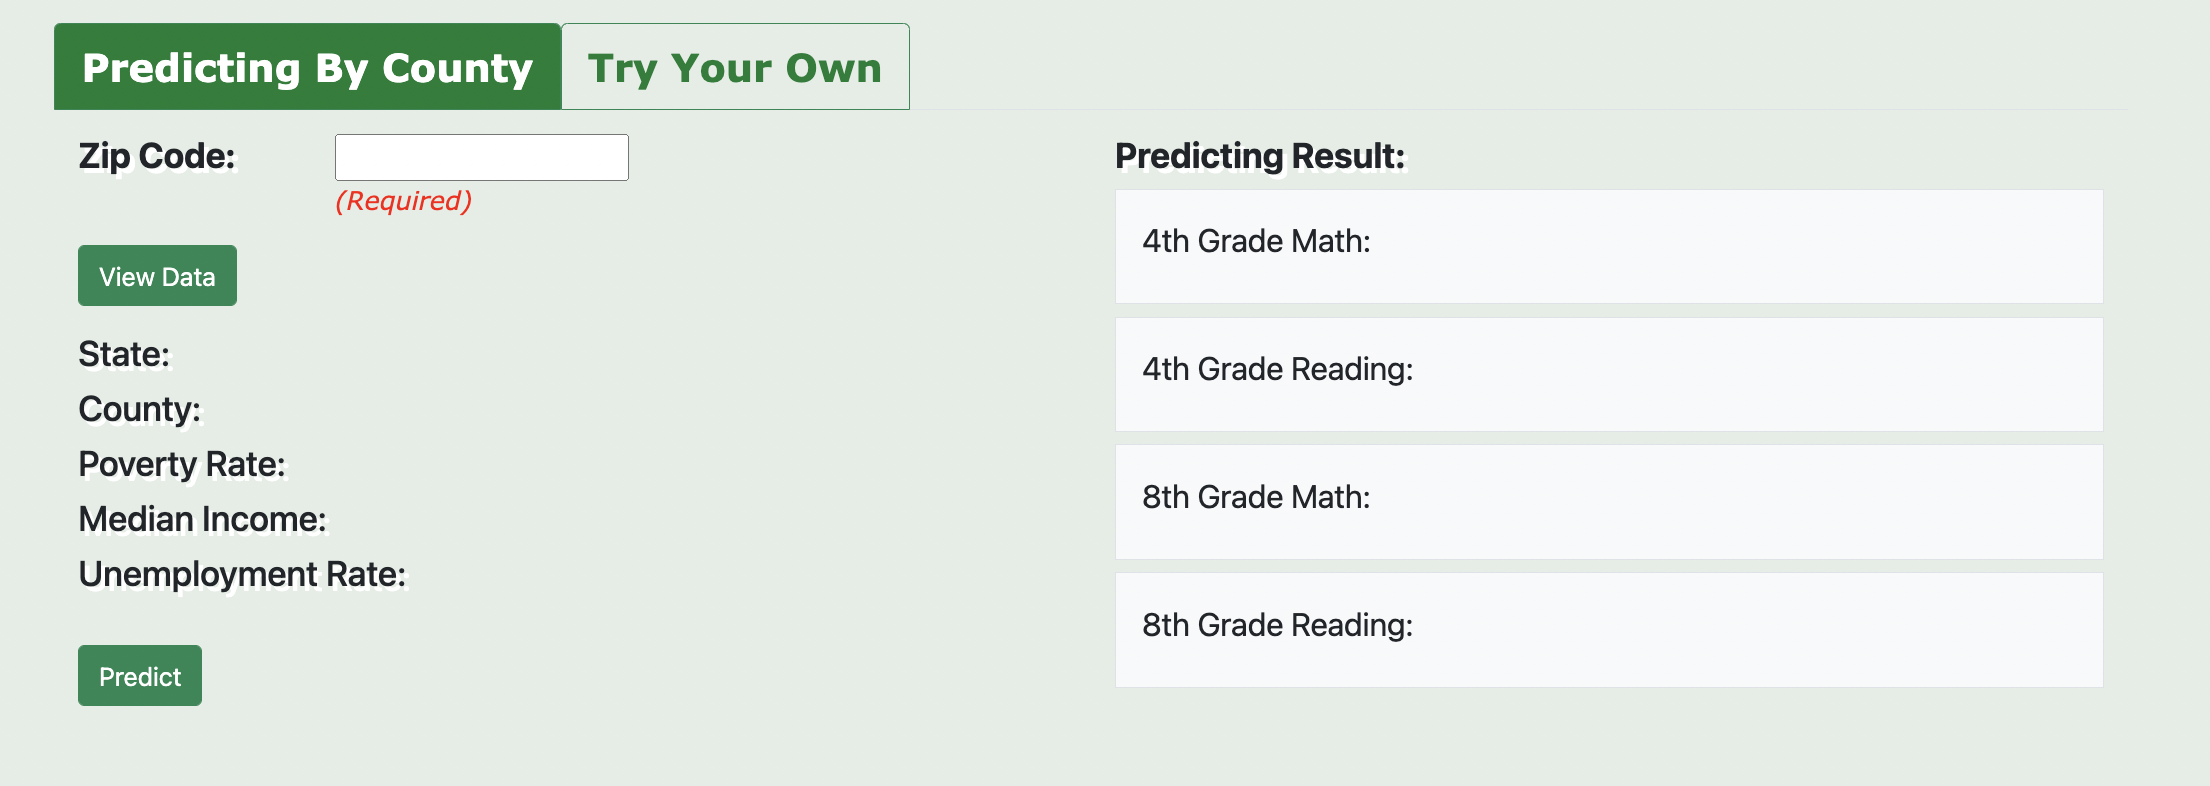 Predicting By County
Try Your Own
Zip Code:
(Required)
View Data
State:
County:
Poverty Rate:
Median Income:
Unemployment Rate:
Predict
Predicting Result:
4th Grade Math:
4th Grade Reading:
8th Grade Math:
8th Grade Reading: